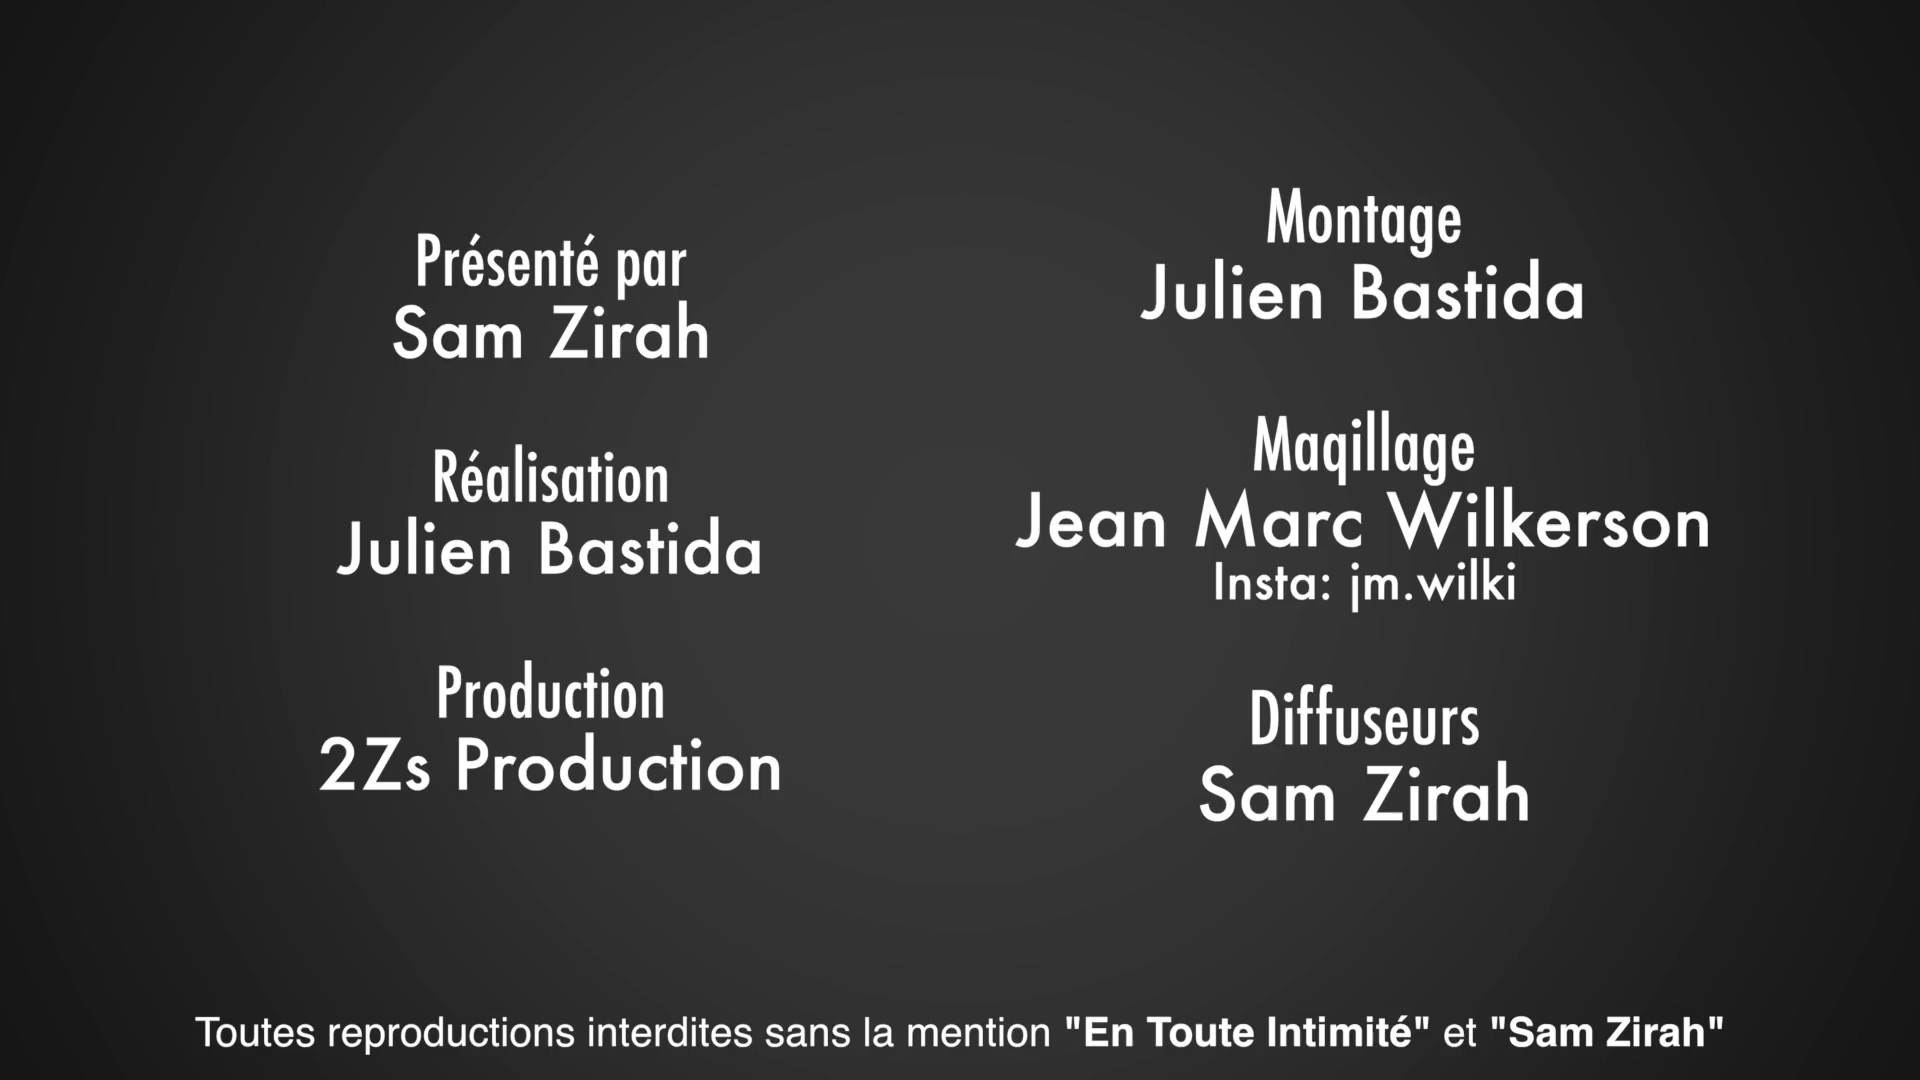 Présenté par
Sam Zirah
Réalisation
Julien Bastida
Production
2Zs Production
Montage
Julien Bastida
Maqillage
Jean Marc Wilkerson
Insta: jm.wilki
Diffuseurs
Sam Zirah
Toutes reproductions interdites sans la mention "En Toute Intimité" et "Sam Zirah"